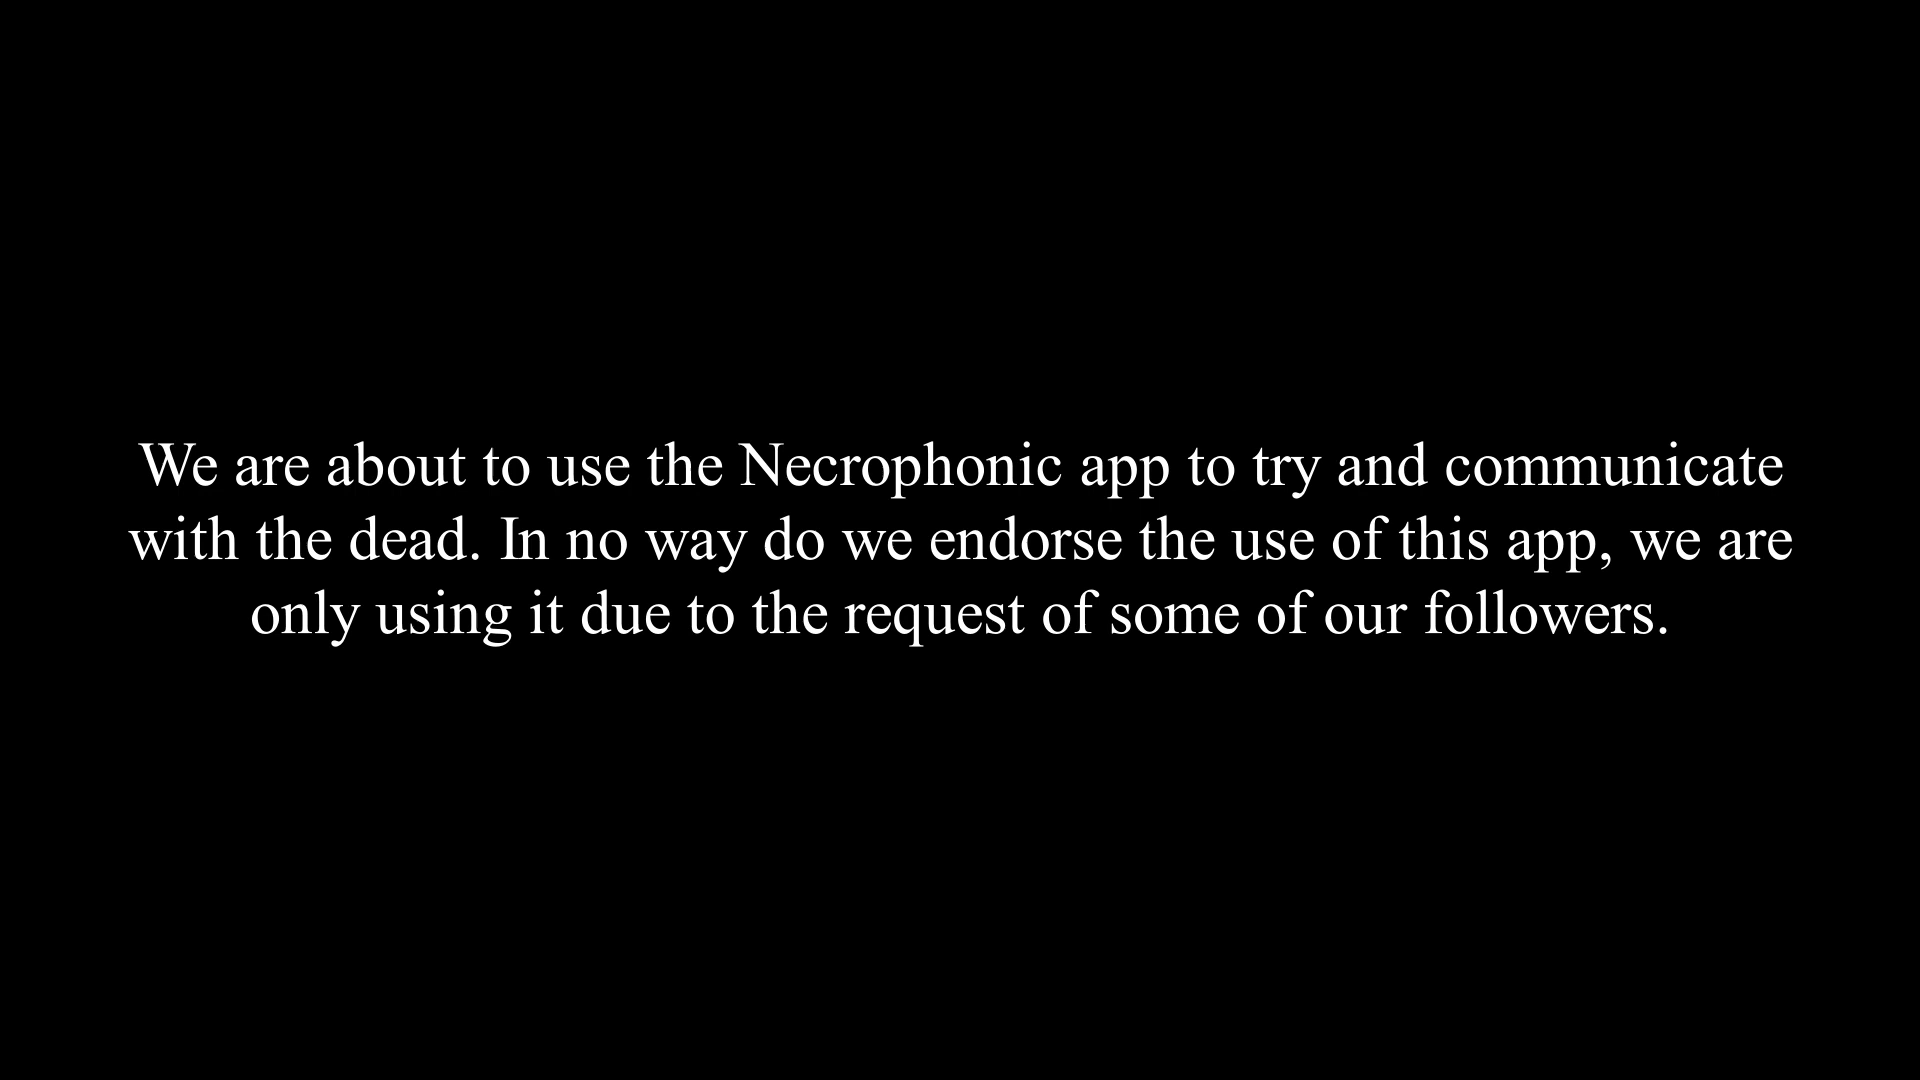 We are about to use the Necrophonic app to try and communicate
with the dead. In no way do we endorse the use of this app, we are
only using it due to the request of some of our followers.